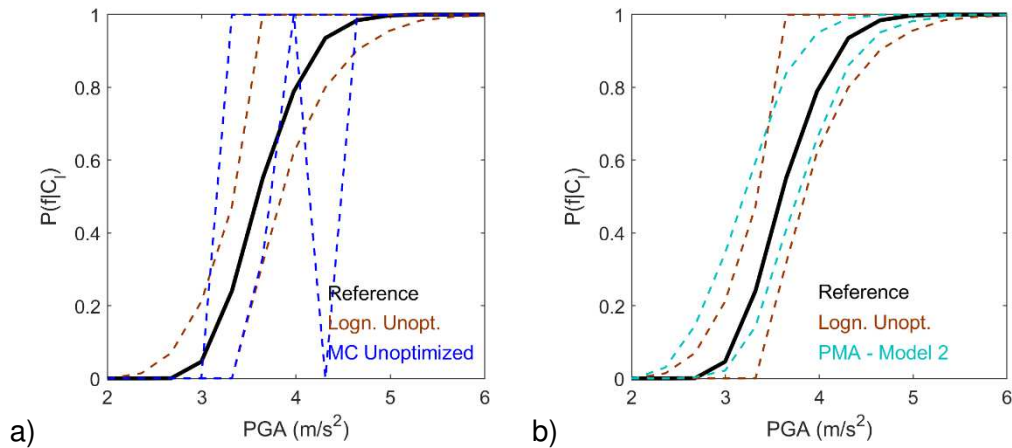 1
0.8
0.6
0.4
0.2
0
P(f|C_I)
2 3 4 5 6
PGA (m/s²)
Reference
Logn. Unopt.
MC Unoptimized
a)
1
0.8
0.6
0.4
0.2
0
P(f|C_I)
2 3 4 5 6
PGA (m/s²)
Reference
Logn. Unopt.
PMA - Model 2
b)